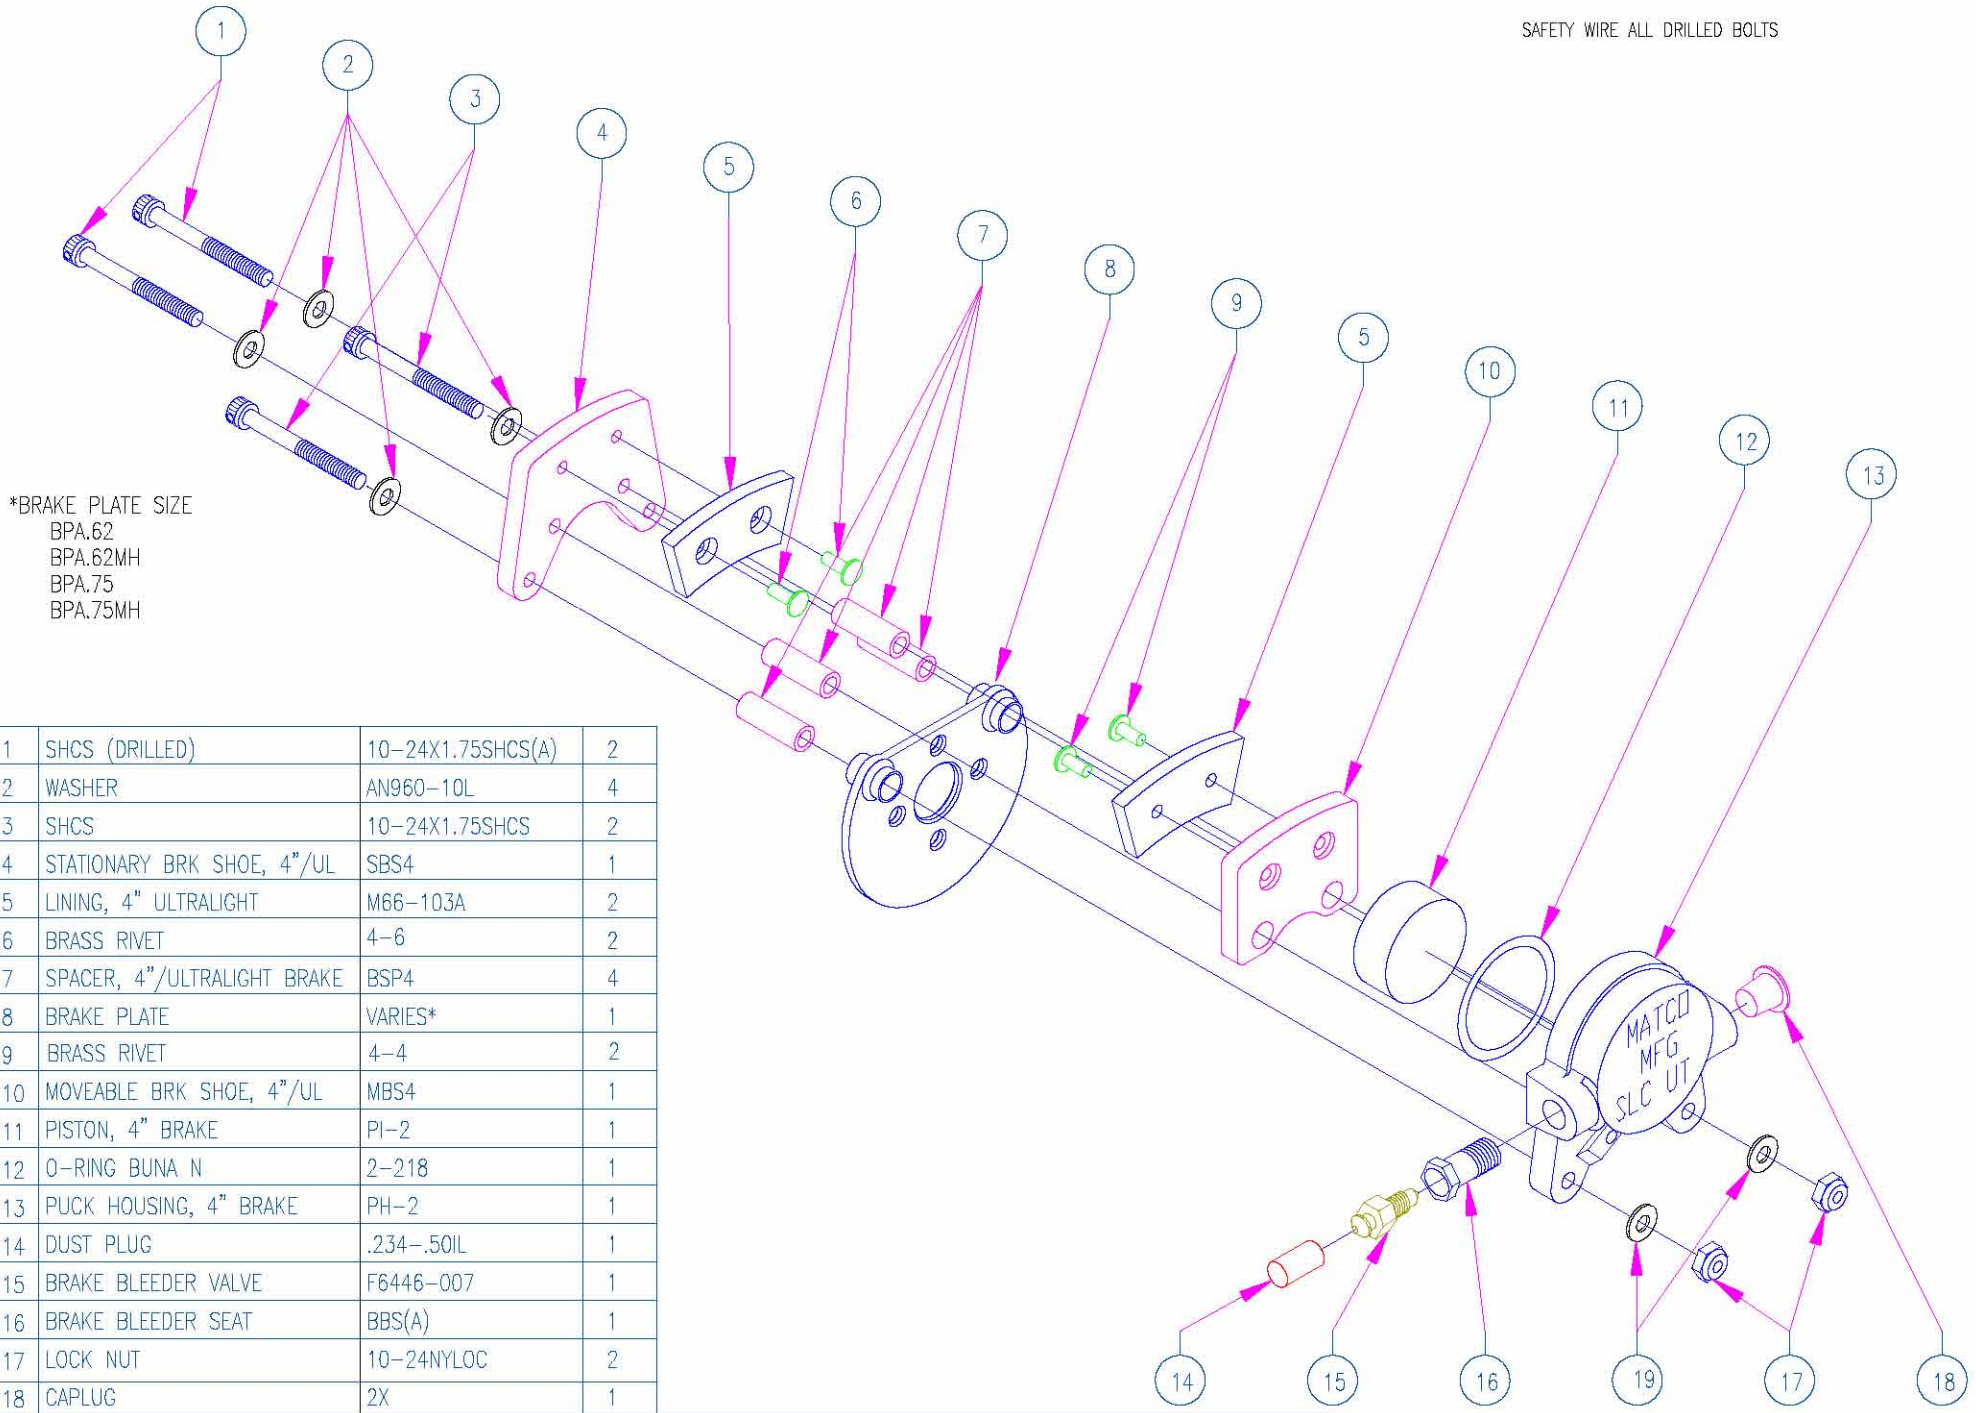 SAFETY WIRE ALL DRILLED BOLTS
1
2
3
4
5
6
7
8
9
5
10
11
12
13
*BRAKE PLATE SIZE
BPA.62
BPA.62MH
BPA.75
BPA.75MH
MATCO
MFG
SLC UT
1 SHCS (DRILLED) 10-24X1.75SHCS(A) 2
2 WASHER AN960-10L 4
3 SHCS 10-24X1.75SHCS 2
4 STATIONARY BRK SHOE, 4"/UL SBS4 1
5 LINING, 4" ULTRALIGHT M66-103A 2
6 BRASS RIVET 4-6 2
7 SPACER, 4"/ULTRALIGHT BRAKE BSP4 4
8 BRAKE PLATE VARIES* 1
9 BRASS RIVET 4-4 2
10 MOVEABLE BRK SHOE, 4"/UL MBS4 1
11 PISTON, 4" BRAKE PI-2 1
12 O-RING BUNA N 2-218 1
13 PUCK HOUSING, 4" BRAKE PH-2 1
14 DUST PLUG .234-.50IL 1
15 BRAKE BLEEDER VALVE F6446-007 1
16 BRAKE BLEEDER SEAT BBS(A) 1
17 LOCK NUT 10-24NYLOC 2
18 CAPLUG 2X 1
14
15
16
19
17
18